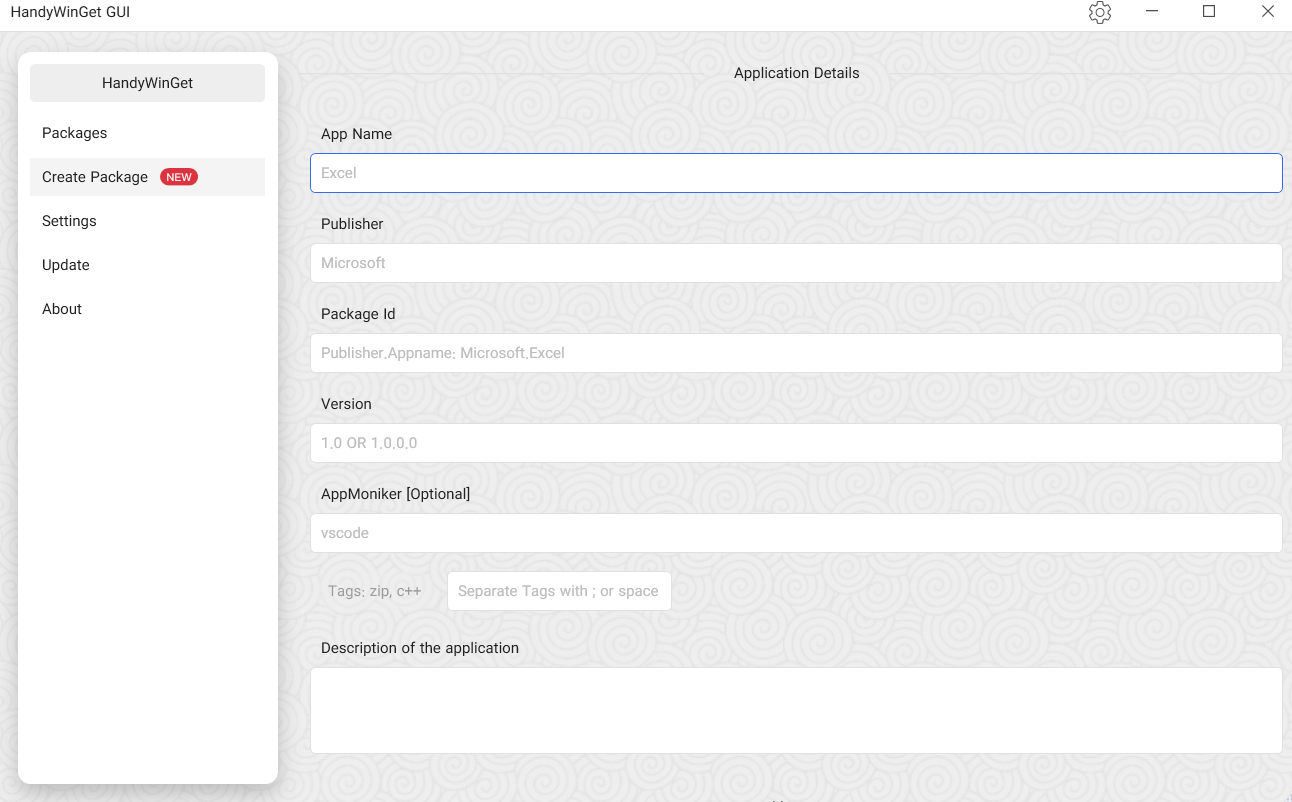 HandyWinGet GUI
HandyWinGet
Packages
Create Package NEW
Settings
Update
About
Application Details
App Name
Excel
Publisher
Microsoft
Package Id
Publisher.Appname: Microsoft.Excel
Version
1.0 OR 1.0.0.0
AppMoniker [Optional]
vscode
Tags: zip, c++ Separate Tags with ; or space
Description of the application